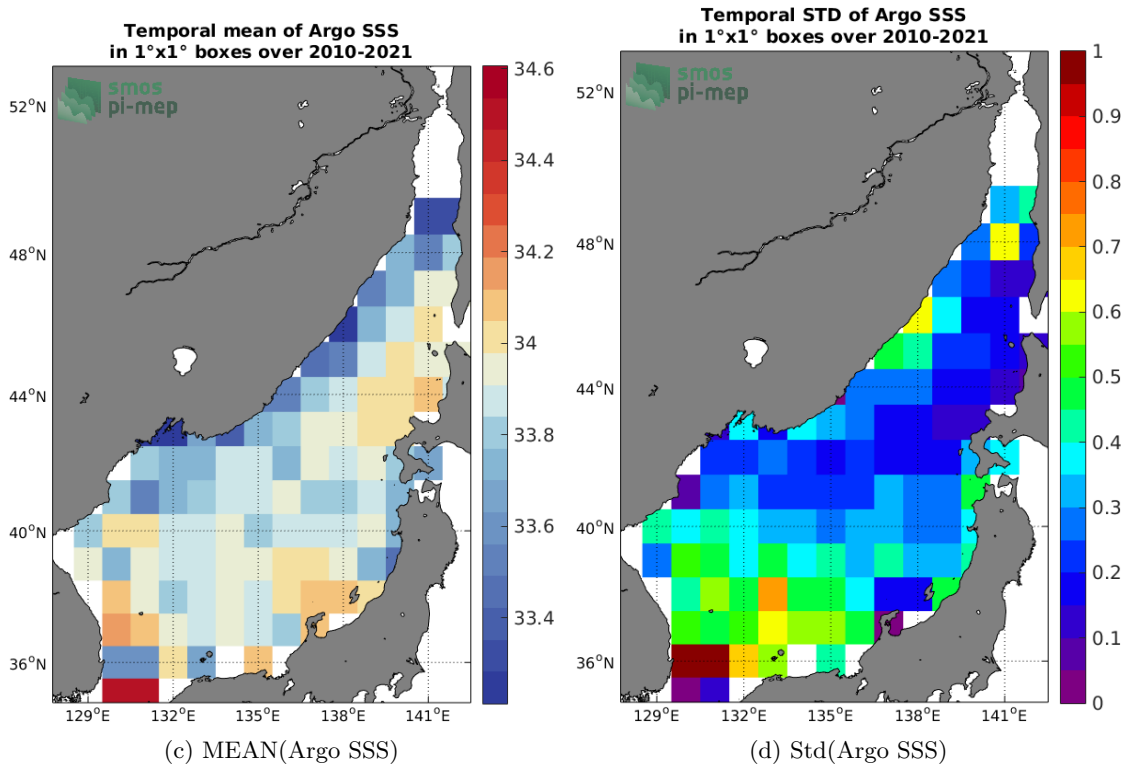 Temporal mean of Argo SSS
in 1°x1° boxes over 2010-2021
smos
pi-mep
52°N
48°N
44°N
40°N
36°N
129°E
132°E
135°E
138°E
141°E
34.6
34.4
34.2
34
33.8
33.6
33.4
(c) MEAN(Argo SSS)
Temporal STD of Argo SSS
in 1°x1° boxes over 2010-2021
smos
pi-mep
52°N
48°N
44°N
40°N
36°N
129°E
132°E
135°E
138°E
141°E
1
0.9
0.8
0.7
0.6
0.5
0.4
0.3
0.2
0.1
0
(d) Std(Argo SSS)